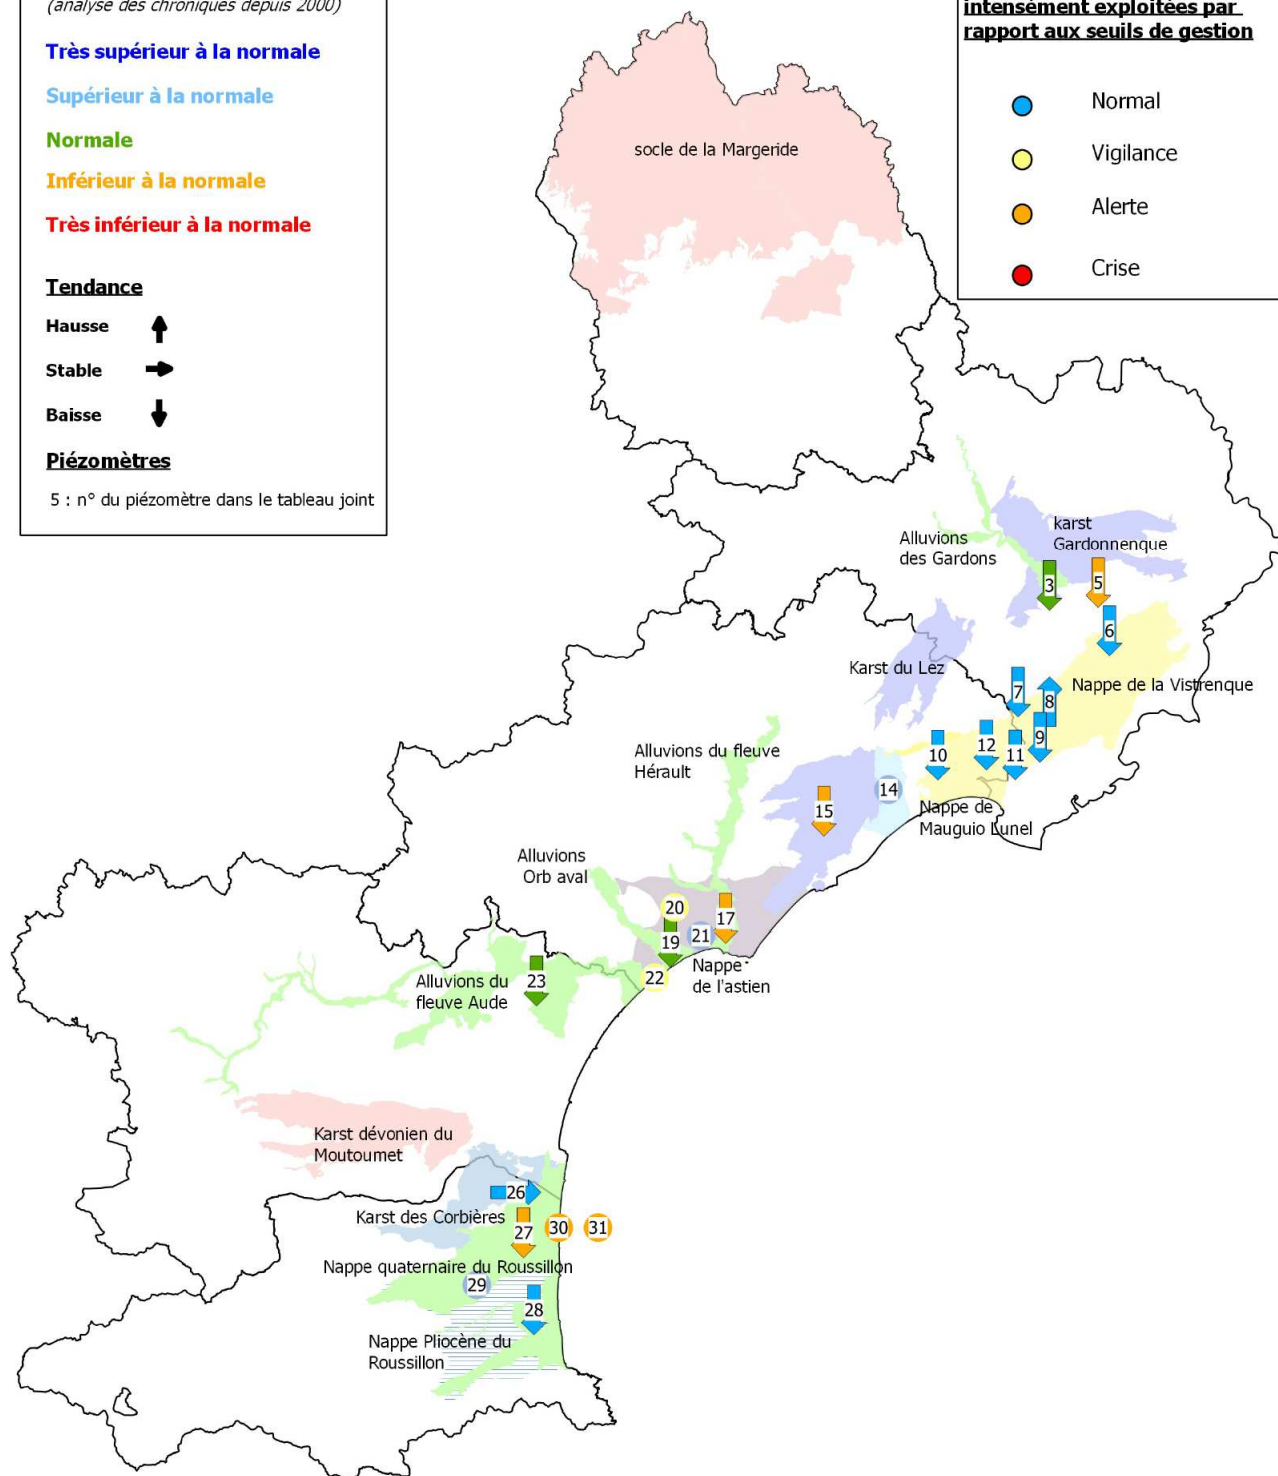 (analyse des chroniques depuis 2000)
Très supérieur à la normale
Supérieur à la normale
Normale
Inférieur à la normale
Très inférieur à la normale
Tendance
Hausse
Stable
Baisse
Piézomètres
5 : n° du piézomètre dans le tableau joint
intensément exploitées par
rapport aux seuils de gestion
Normal
Vigilance
Alerte
Crise
socle de la Margeride
Alluvions
des Gardons
karst
Gardonnenque
3
5
6
Karst du Lez
7
8
Nappe de la Vistrenque
9
10
12
11
Alluvions du fleuve
Hérault
14
15
Nappe de
Mauguio Lunel
Alluvions
Orb aval
20
17
19
21
22
Nappe
de l'astien
Alluvions du
fleuve Aude
23
Karst dévonien du
Moutoumet
26
Karst des Corbières
27
30
31
Nappe quaternaire du Roussillon
29
28
Nappe Pliocène du
Roussillon